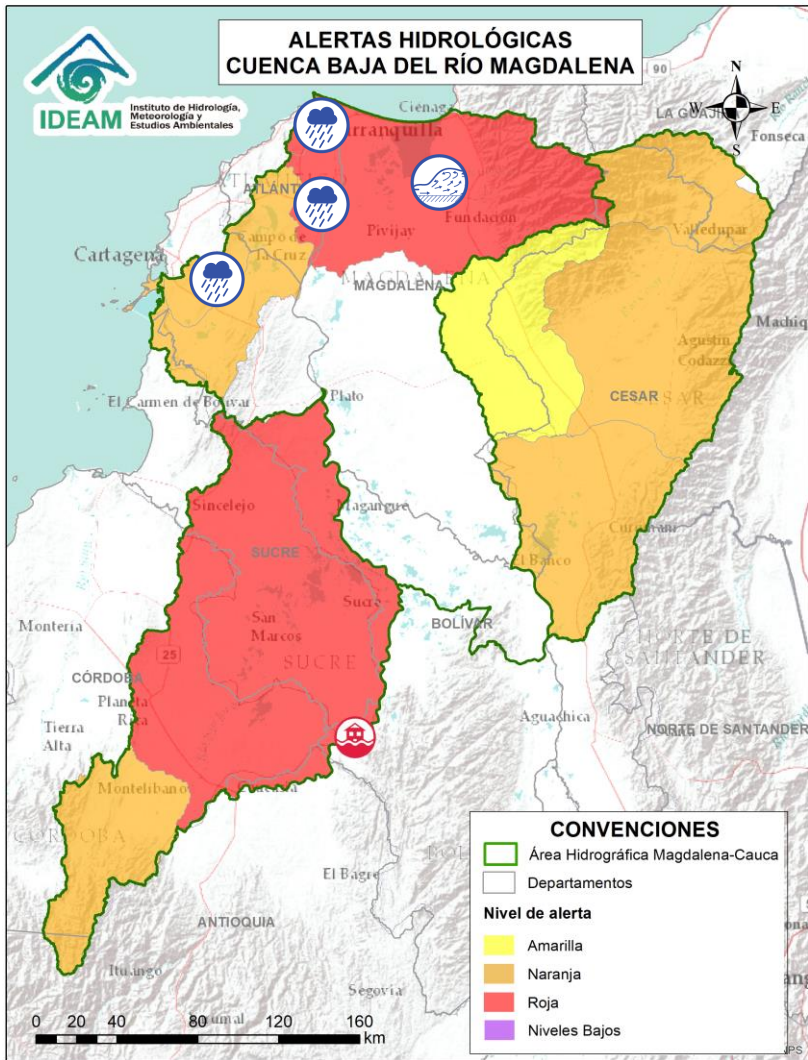 ALERTAS HIDROLÓGICAS
CUENCA BAJA DEL RÍO MAGDALENA
IDEAM
Instituto de Hidrología,
Meteorología y
Estudios Ambientales
90
N
W
E
S
Ciénaga
LA GUAJIRA
Fonseca
rranquilla
ATLÁNT
Fundación
Valledupar
Pivijay
Cartagena
Campo de
la Cruz
MAGDALENA
MAGDALENA
Machiq
Agustín
Codazzi
CESAR
El Carmen de Bolívar
Plato
Sincelejo
Magangué
El Banco
SUCRE
Sucre
San
Marcos
BOLÍVAR
Montería
25
SUCRE
NORTE DE
SANTANDER
CÓRDOBA
Planeta
Rica
Aguachica
NORTE DE SANTANDER
Tierra
Alta
Montelíbano
CÓRDOBA
El Bagre
ANTIOQUIA
Ituango
Segovia
0 20 40 80 120 160
km
CONVENCIONES
Área Hidrográfica Magdalena-Cauca
Departamentos
Nivel de alerta
Amarilla
Naranja
Roja
Niveles Bajos